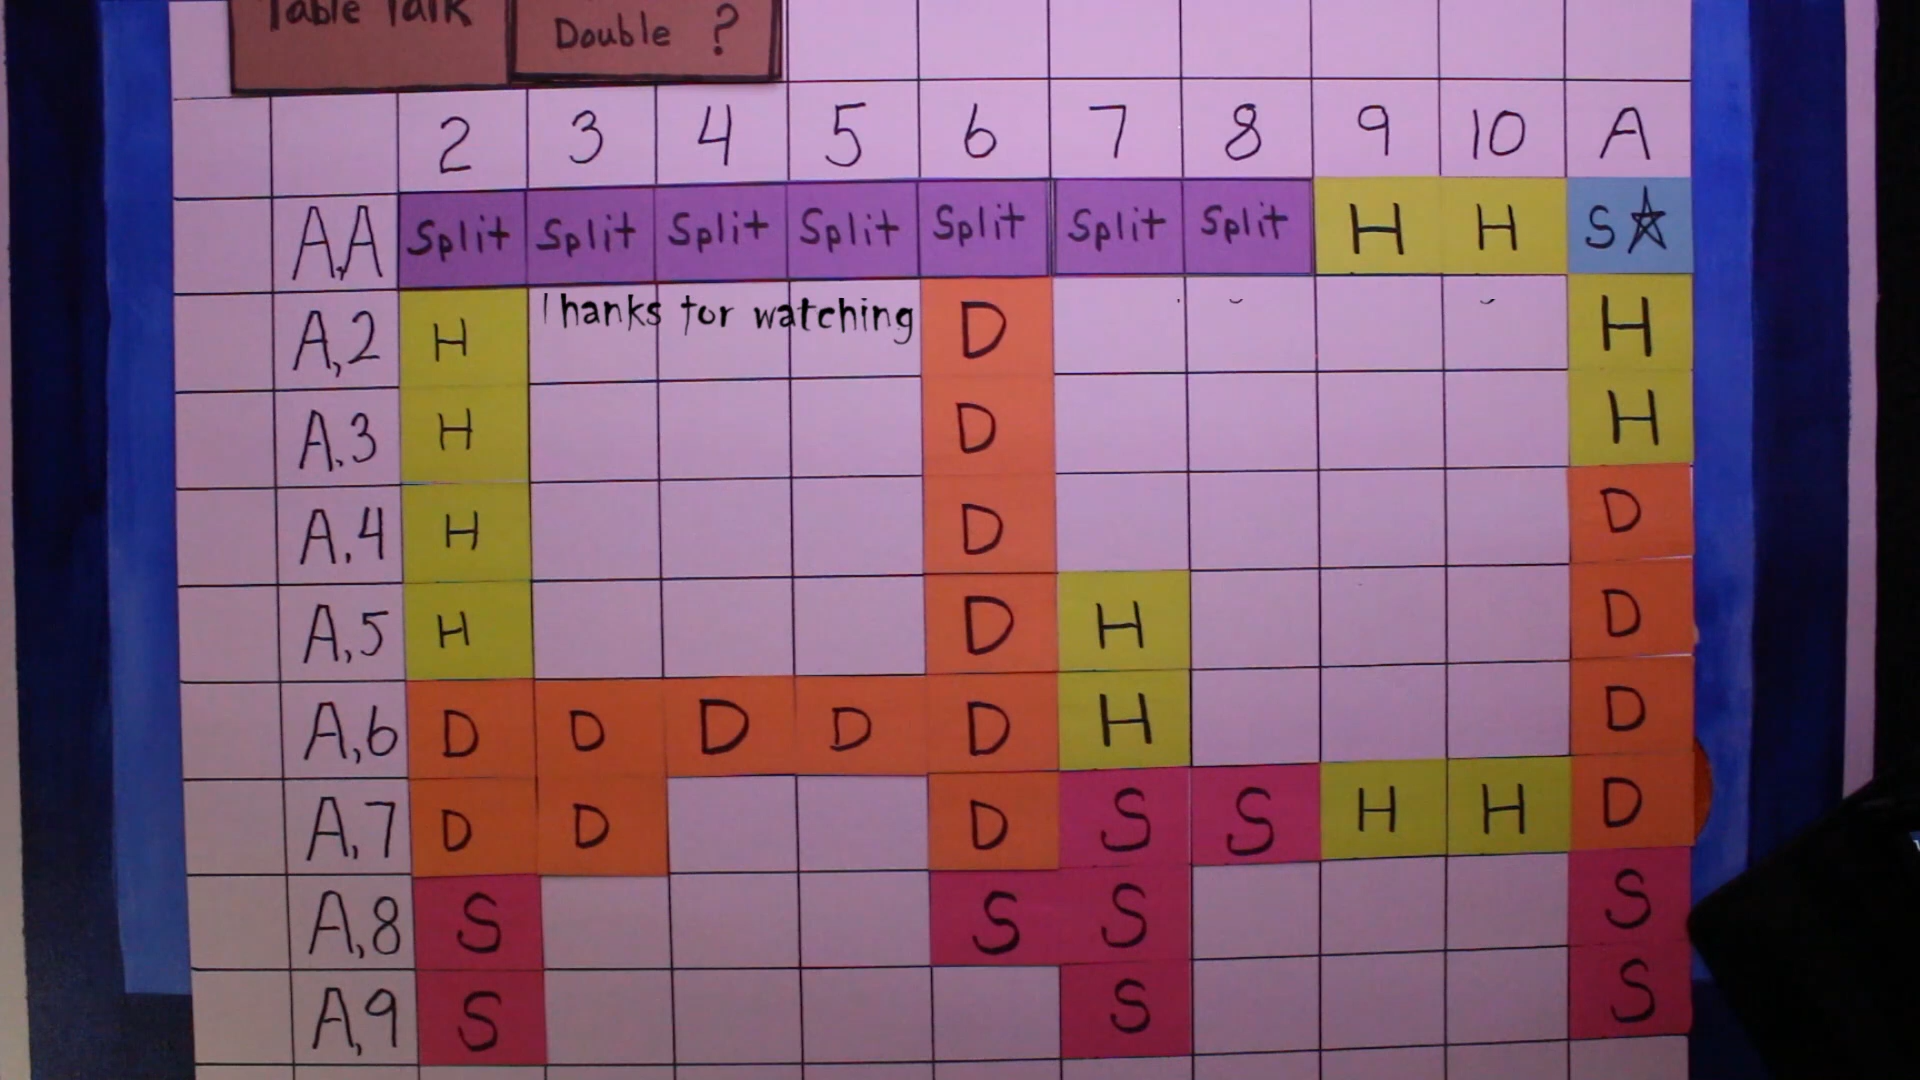 Table Talk
Double ?
2 3 4 5 6 7 8 9 10 A
A,A Split Split Split Split Split Split Split H H S☆
A,2 H Thanks for watching D H
A,3 H D H
A,4 H D D
A,5 H D H D
A,6 D D D D D H D
A,7 D D D S S H H D
A,8 S S S S
A,9 S S S